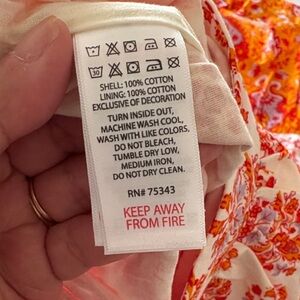 30
SHELL: 100% COTTON
LINING: 100% COTTON
EXCLUSIVE OF DECORATION
TURN INSIDE OUT,
MACHINE WASH COOL,
WASH WITH LIKE COLORS,
DO NOT BLEACH,
TUMBLE DRY LOW,
MEDIUM IRON,
DO NOT DRY CLEAN.
RN# 75343
KEEP AWAY
FROM FIRE